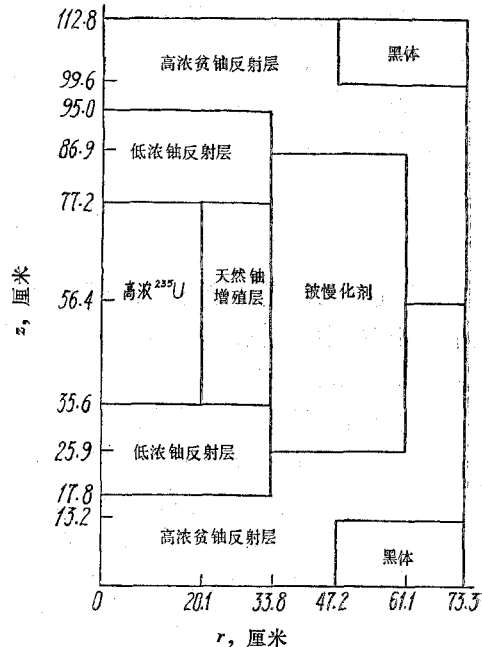 112.8
黑体
高浓贫铀反射层
99.6
95.0
低浓铀反射层
86.9
77.2
高浓 ²³⁵U
天然铀
增殖层
铍慢化剂
56.4
z, 厘米
35.6
低浓铀反射层
25.9
17.8
13.2
高浓贫铀反射层
黑体
0
20.1
33.8
47.2
61.1
73.3
r, 厘米